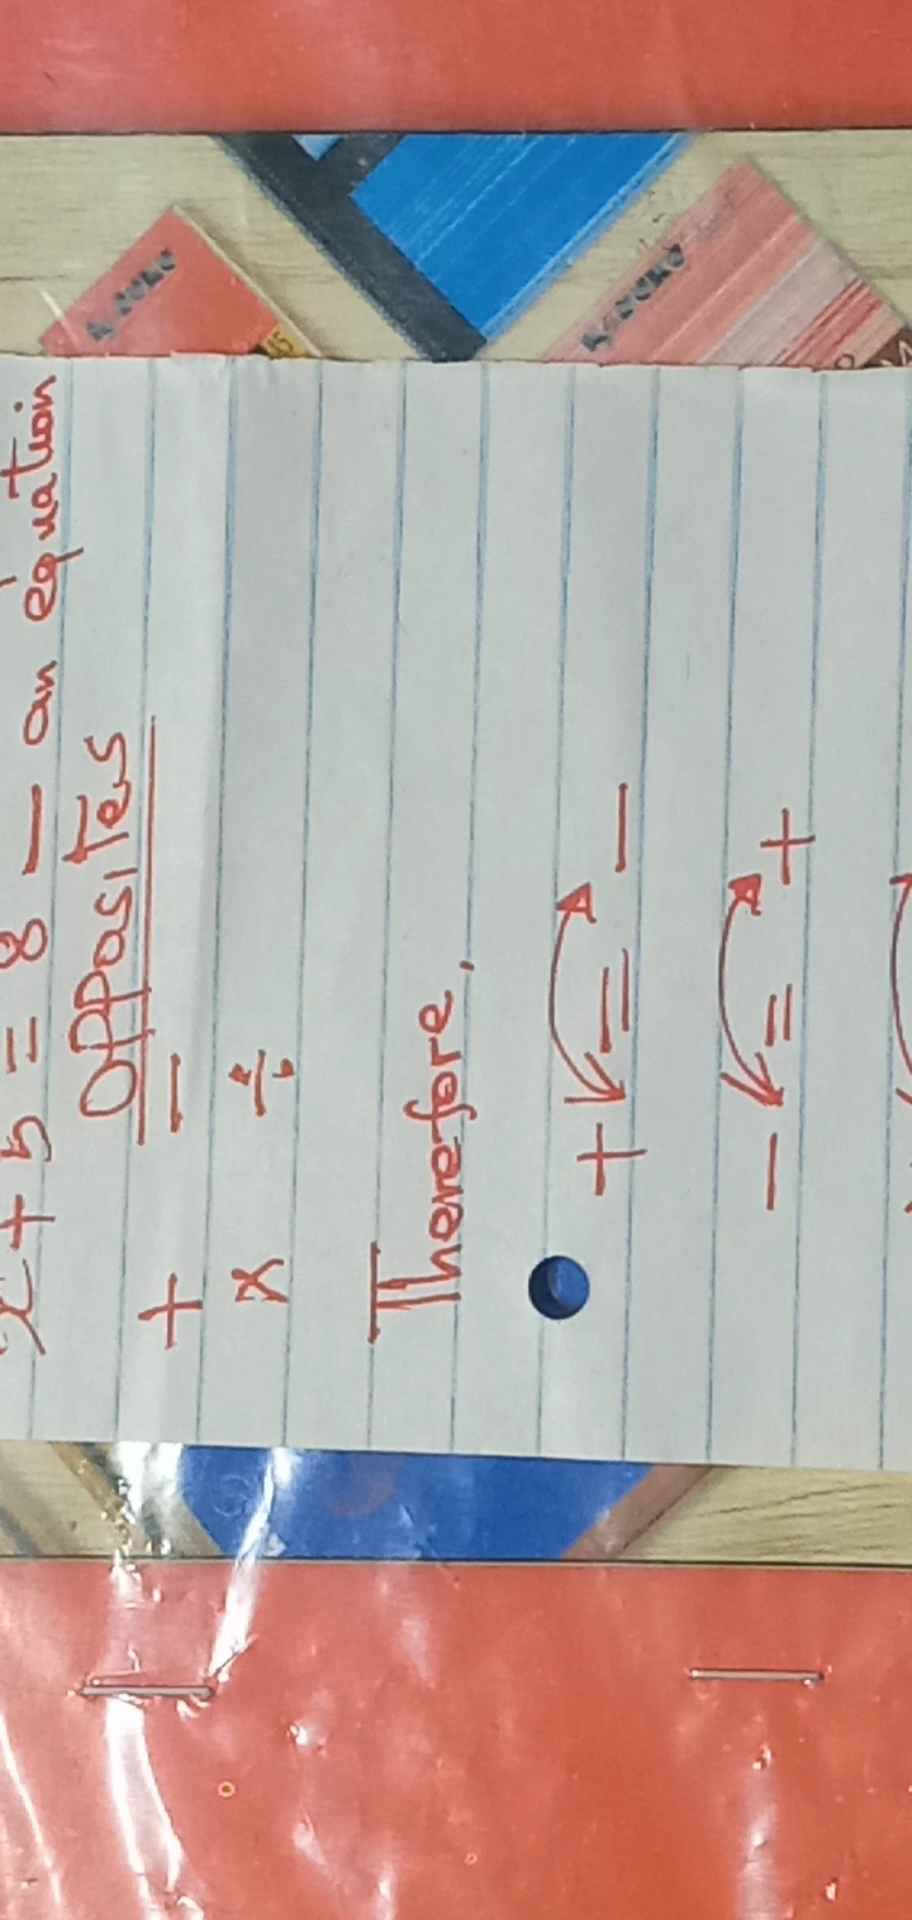 x + 5 = 8 — an equation
OPPosiTes
+ —
x ÷
Therefore,
+ = —
— = +